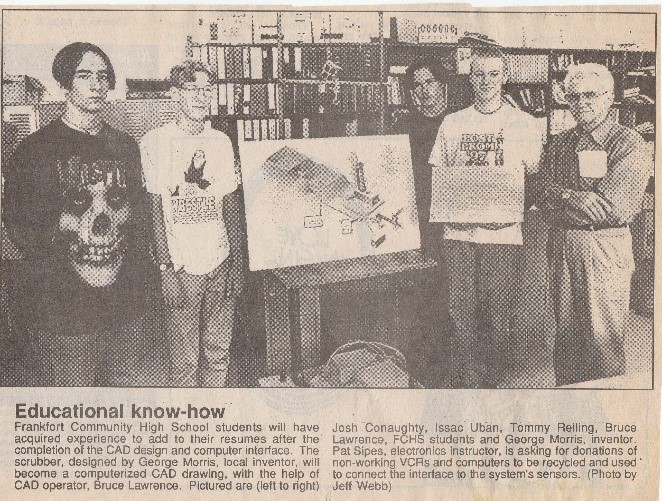 Misfits
WRESTLE
POST
PROM
'97
Educational know-how
Frankfort Community High School students will have
acquired experience to add to their resumes after the
completion of the CAD design and computer interface. The
scrubber, designed by George Morris, local inventor, will
become a computerized CAD drawing, with the help of
CAD operator, Bruce Lawrence. Pictured are (left to right)
Josh Conaughty, Issac Uban, Tommy Reiling, Bruce
Lawrence, FCHS students and George Morris, inventor.
Pat Sipes, electronics instructor, is asking for donations of
non-working VCRs and computers to be recycled and used
to connect the interface to the system's sensors. (Photo by
Jeff Webb)